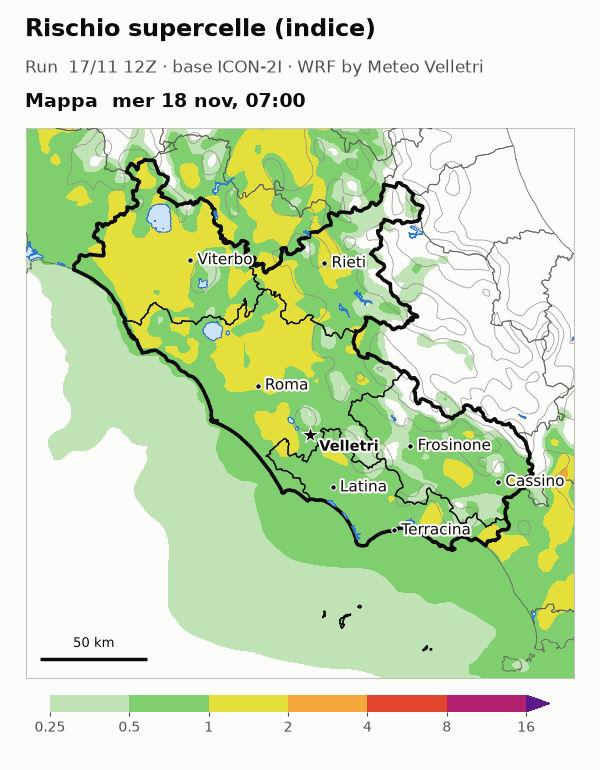 Rischio supercelle (indice)
Run  17/11 12Z · base ICON-2I · WRF by Meteo Velletri
Mappa  mer 18 nov, 07:00
Viterbo
Rieti
Roma
Velletri
Frosinone
Cassino
Latina
Terracina
50 km
0.25 0.5 1 2 4 8 16